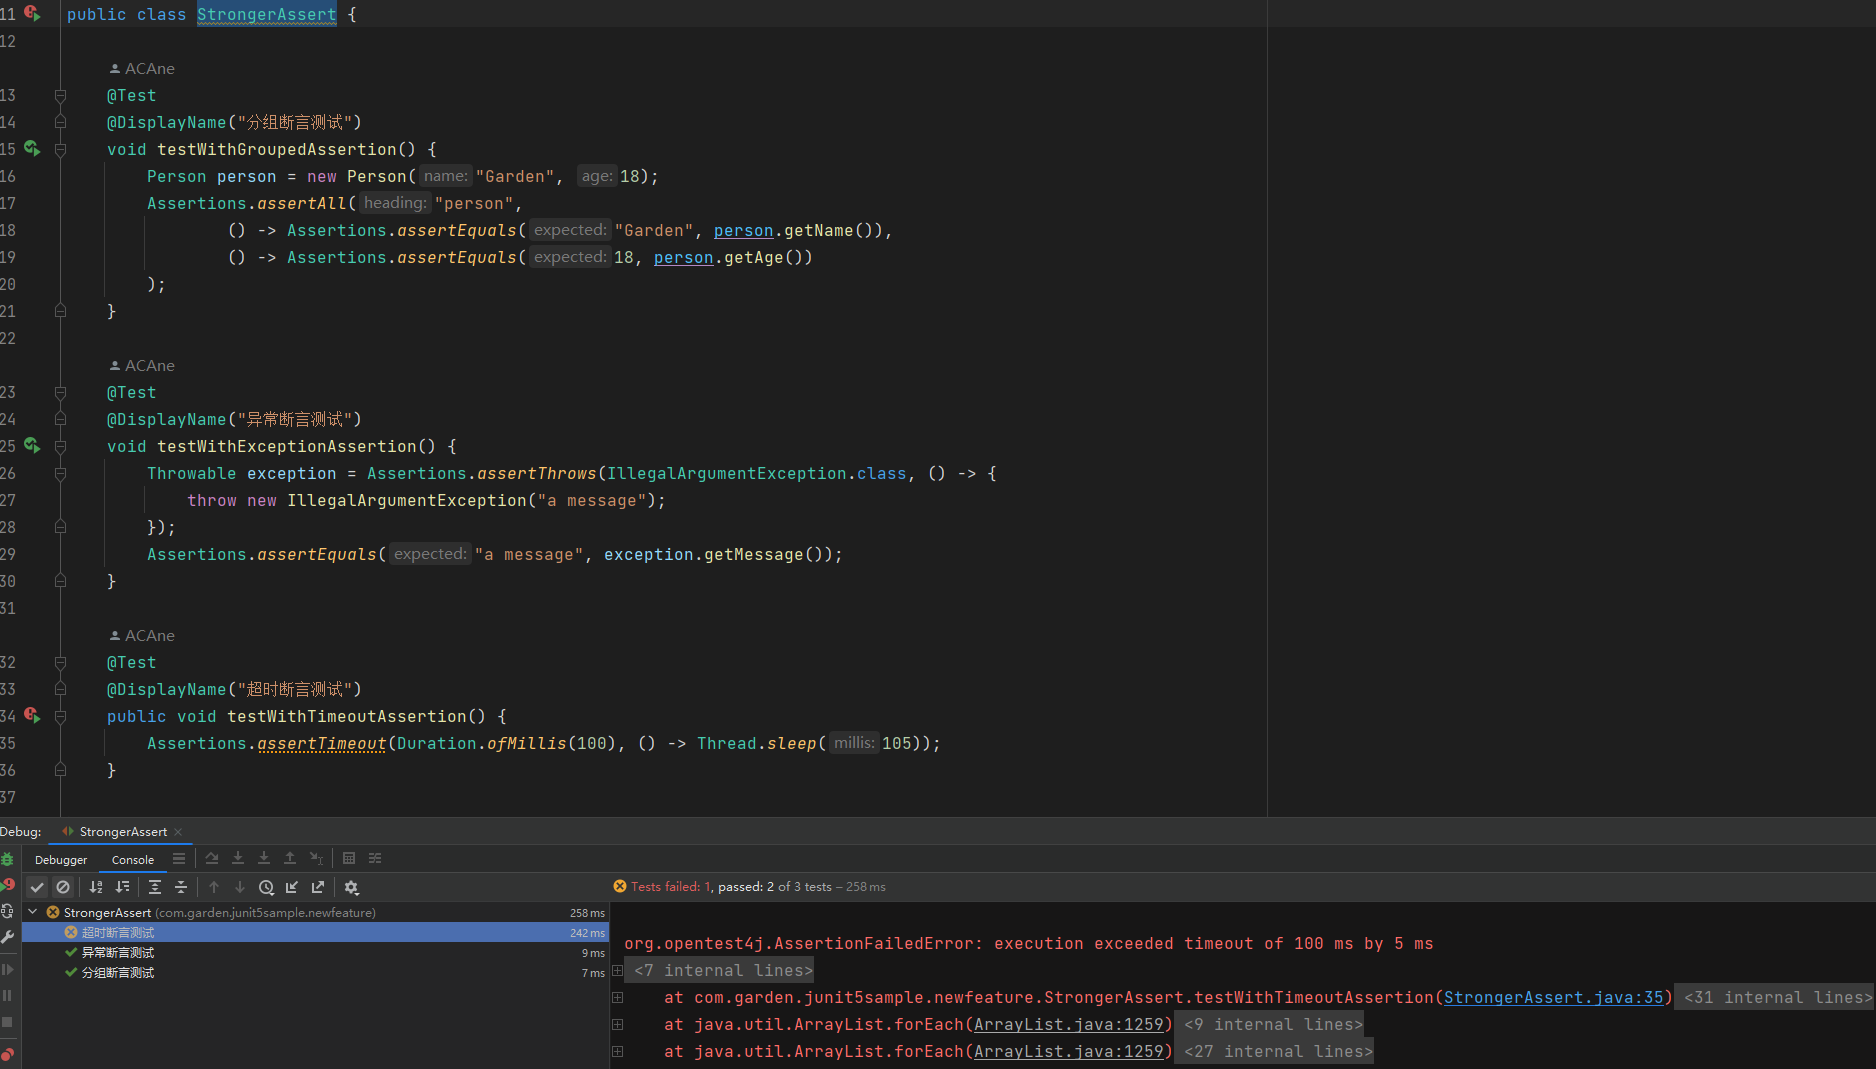 11 public class StrongerAssert {
12
ACAne
13 @Test
14 @DisplayName("分组断言测试")
15 void testWithGroupedAssertion() {
16 Person person = new Person( name: "Garden", age: 18);
17 Assertions.assertAll( heading: "person",
18 () -> Assertions.assertEquals( expected: "Garden", person.getName()),
19 () -> Assertions.assertEquals( expected: 18, person.getAge())
20 );
21 }
22
ACAne
23 @Test
24 @DisplayName("异常断言测试")
25 void testWithExceptionAssertion() {
26 Throwable exception = Assertions.assertThrows(IllegalArgumentException.class, () -> {
27 throw new IllegalArgumentException("a message");
28 });
29 Assertions.assertEquals( expected: "a message", exception.getMessage());
30 }
31
ACAne
32 @Test
33 @DisplayName("超时断言测试")
34 public void testWithTimeoutAssertion() {
35 Assertions.assertTimeout(Duration.ofMillis(100), () -> Thread.sleep( millis: 105));
36 }
37
Debug: StrongerAssert
Debugger Console
Tests failed: 1, passed: 2 of 3 tests – 258 ms
StrongerAssert (com.garden.junit5sample.newfeature) 258 ms
超时断言测试 242 ms
异常断言测试 9 ms
分组断言测试 7 ms
org.opentest4j.AssertionFailedError: execution exceeded timeout of 100 ms by 5 ms
<7 internal lines>
at com.garden.junit5sample.newfeature.StrongerAssert.testWithTimeoutAssertion(StrongerAssert.java:35) <31 internal lines>
at java.util.ArrayList.forEach(ArrayList.java:1259) <9 internal lines>
at java.util.ArrayList.forEach(ArrayList.java:1259) <27 internal lines>